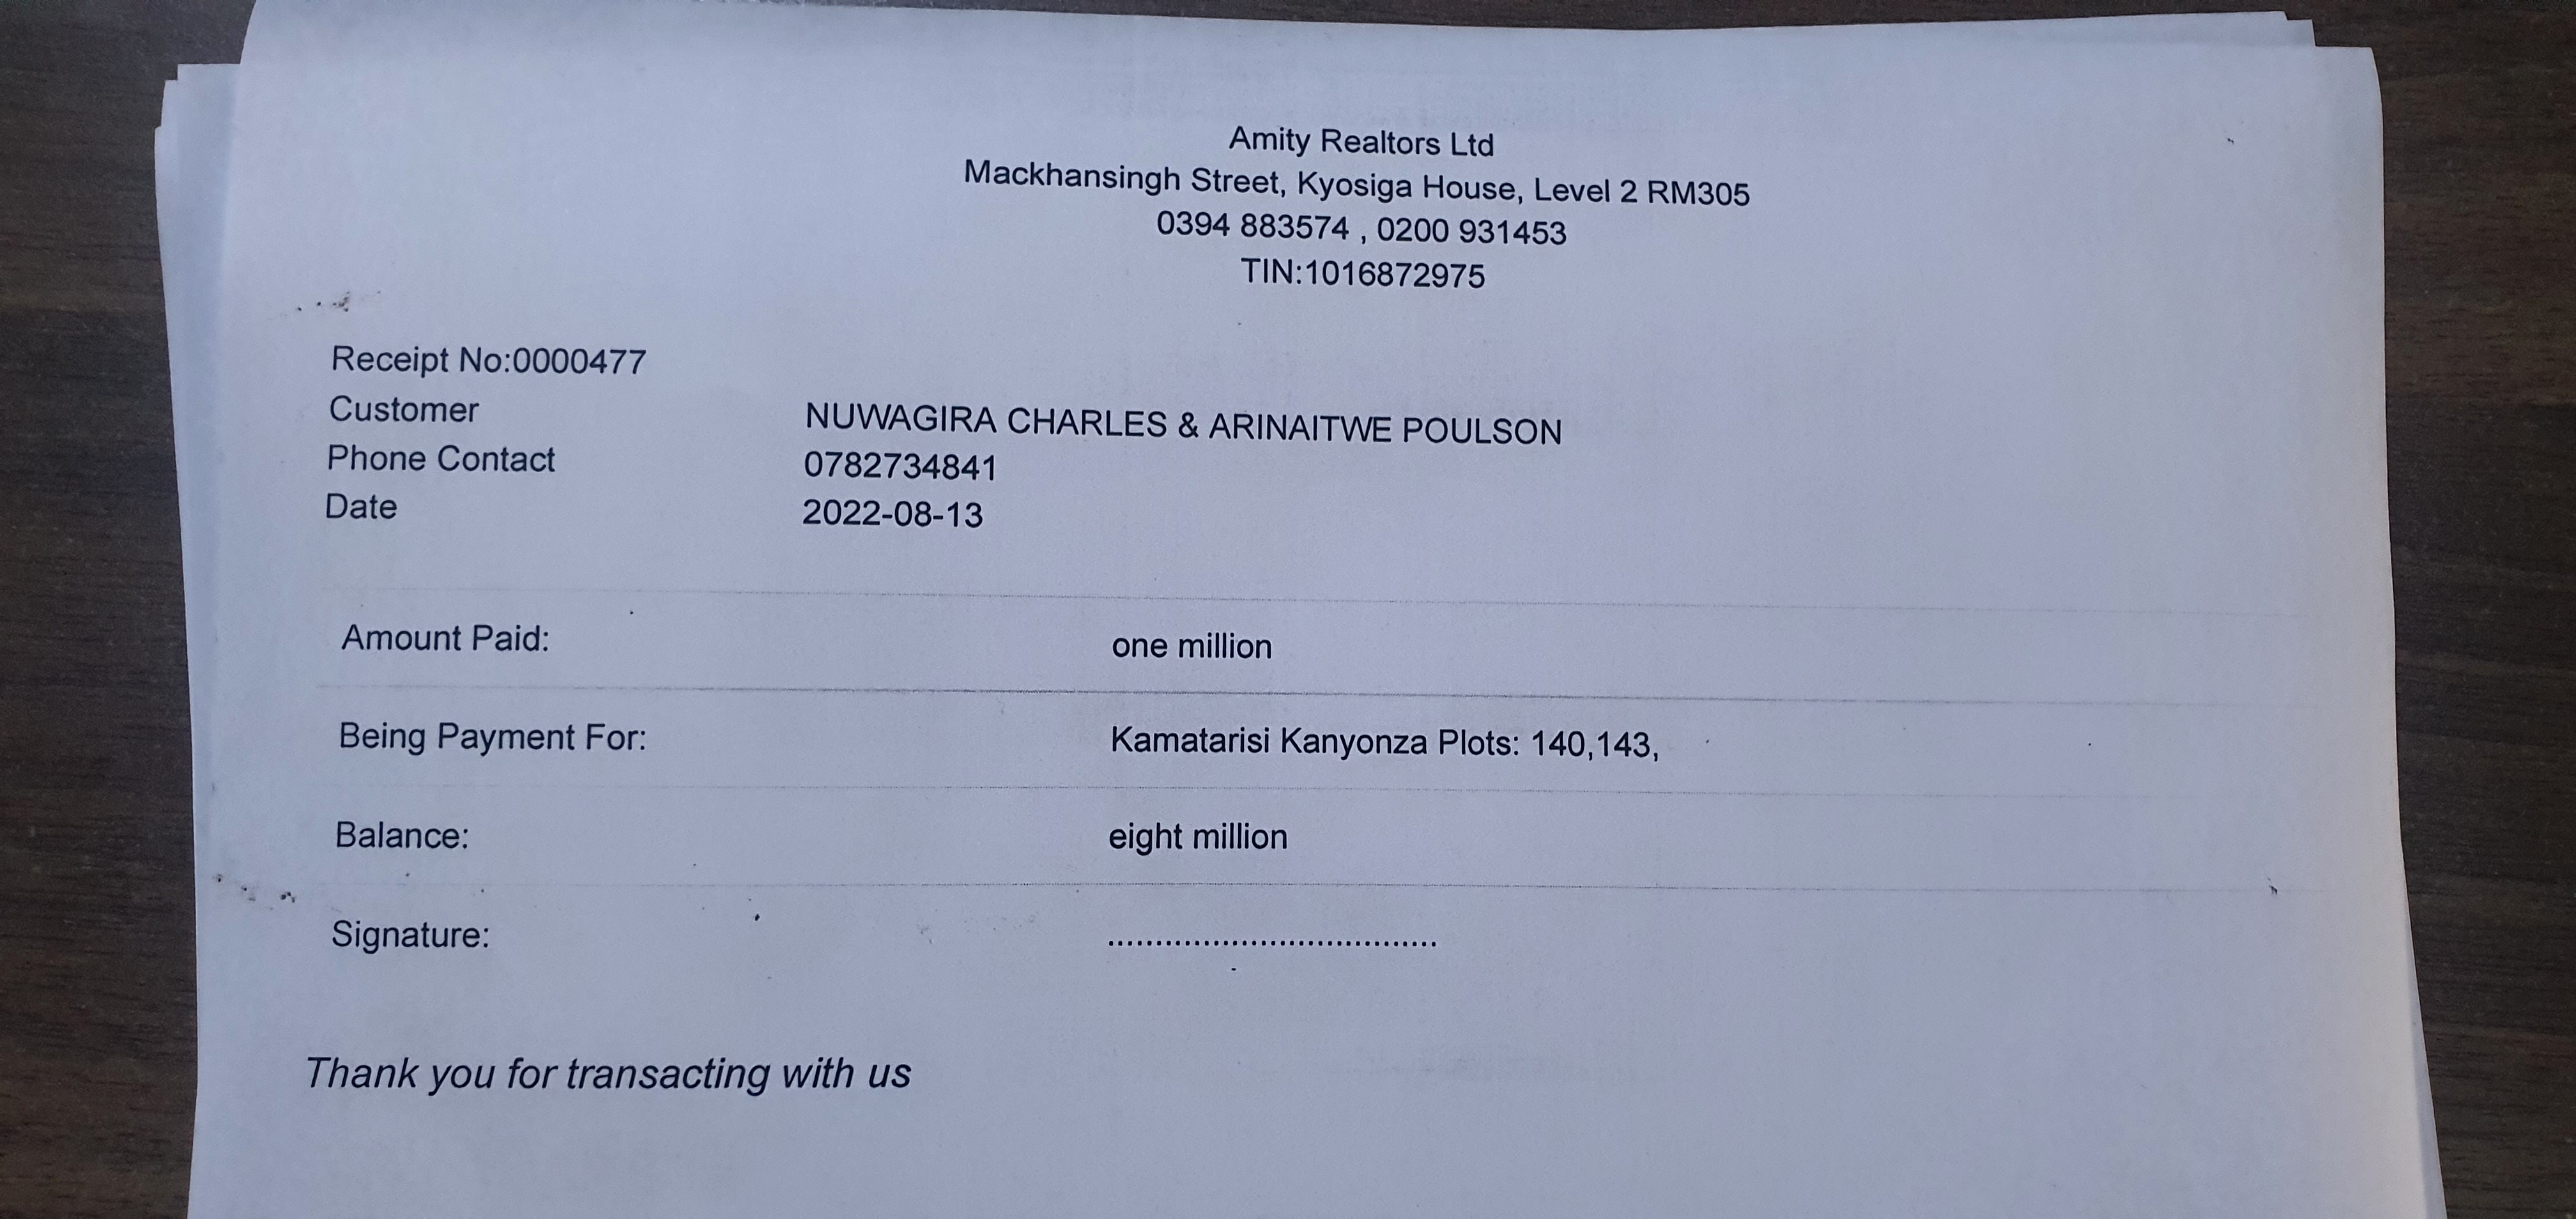 Amity Realtors Ltd
Mackhansingh Street, Kyosiga House, Level 2 RM305
0394 883574 , 0200 931453
TIN:1016872975
Receipt No:0000477
Customer NUWAGIRA CHARLES & ARINAITWE POULSON
Phone Contact 0782734841
Date 2022-08-13
Amount Paid: one million
Being Payment For: Kamatarisi Kanyonza Plots: 140,143,
Balance: eight million
Signature: ....................................
Thank you for transacting with us